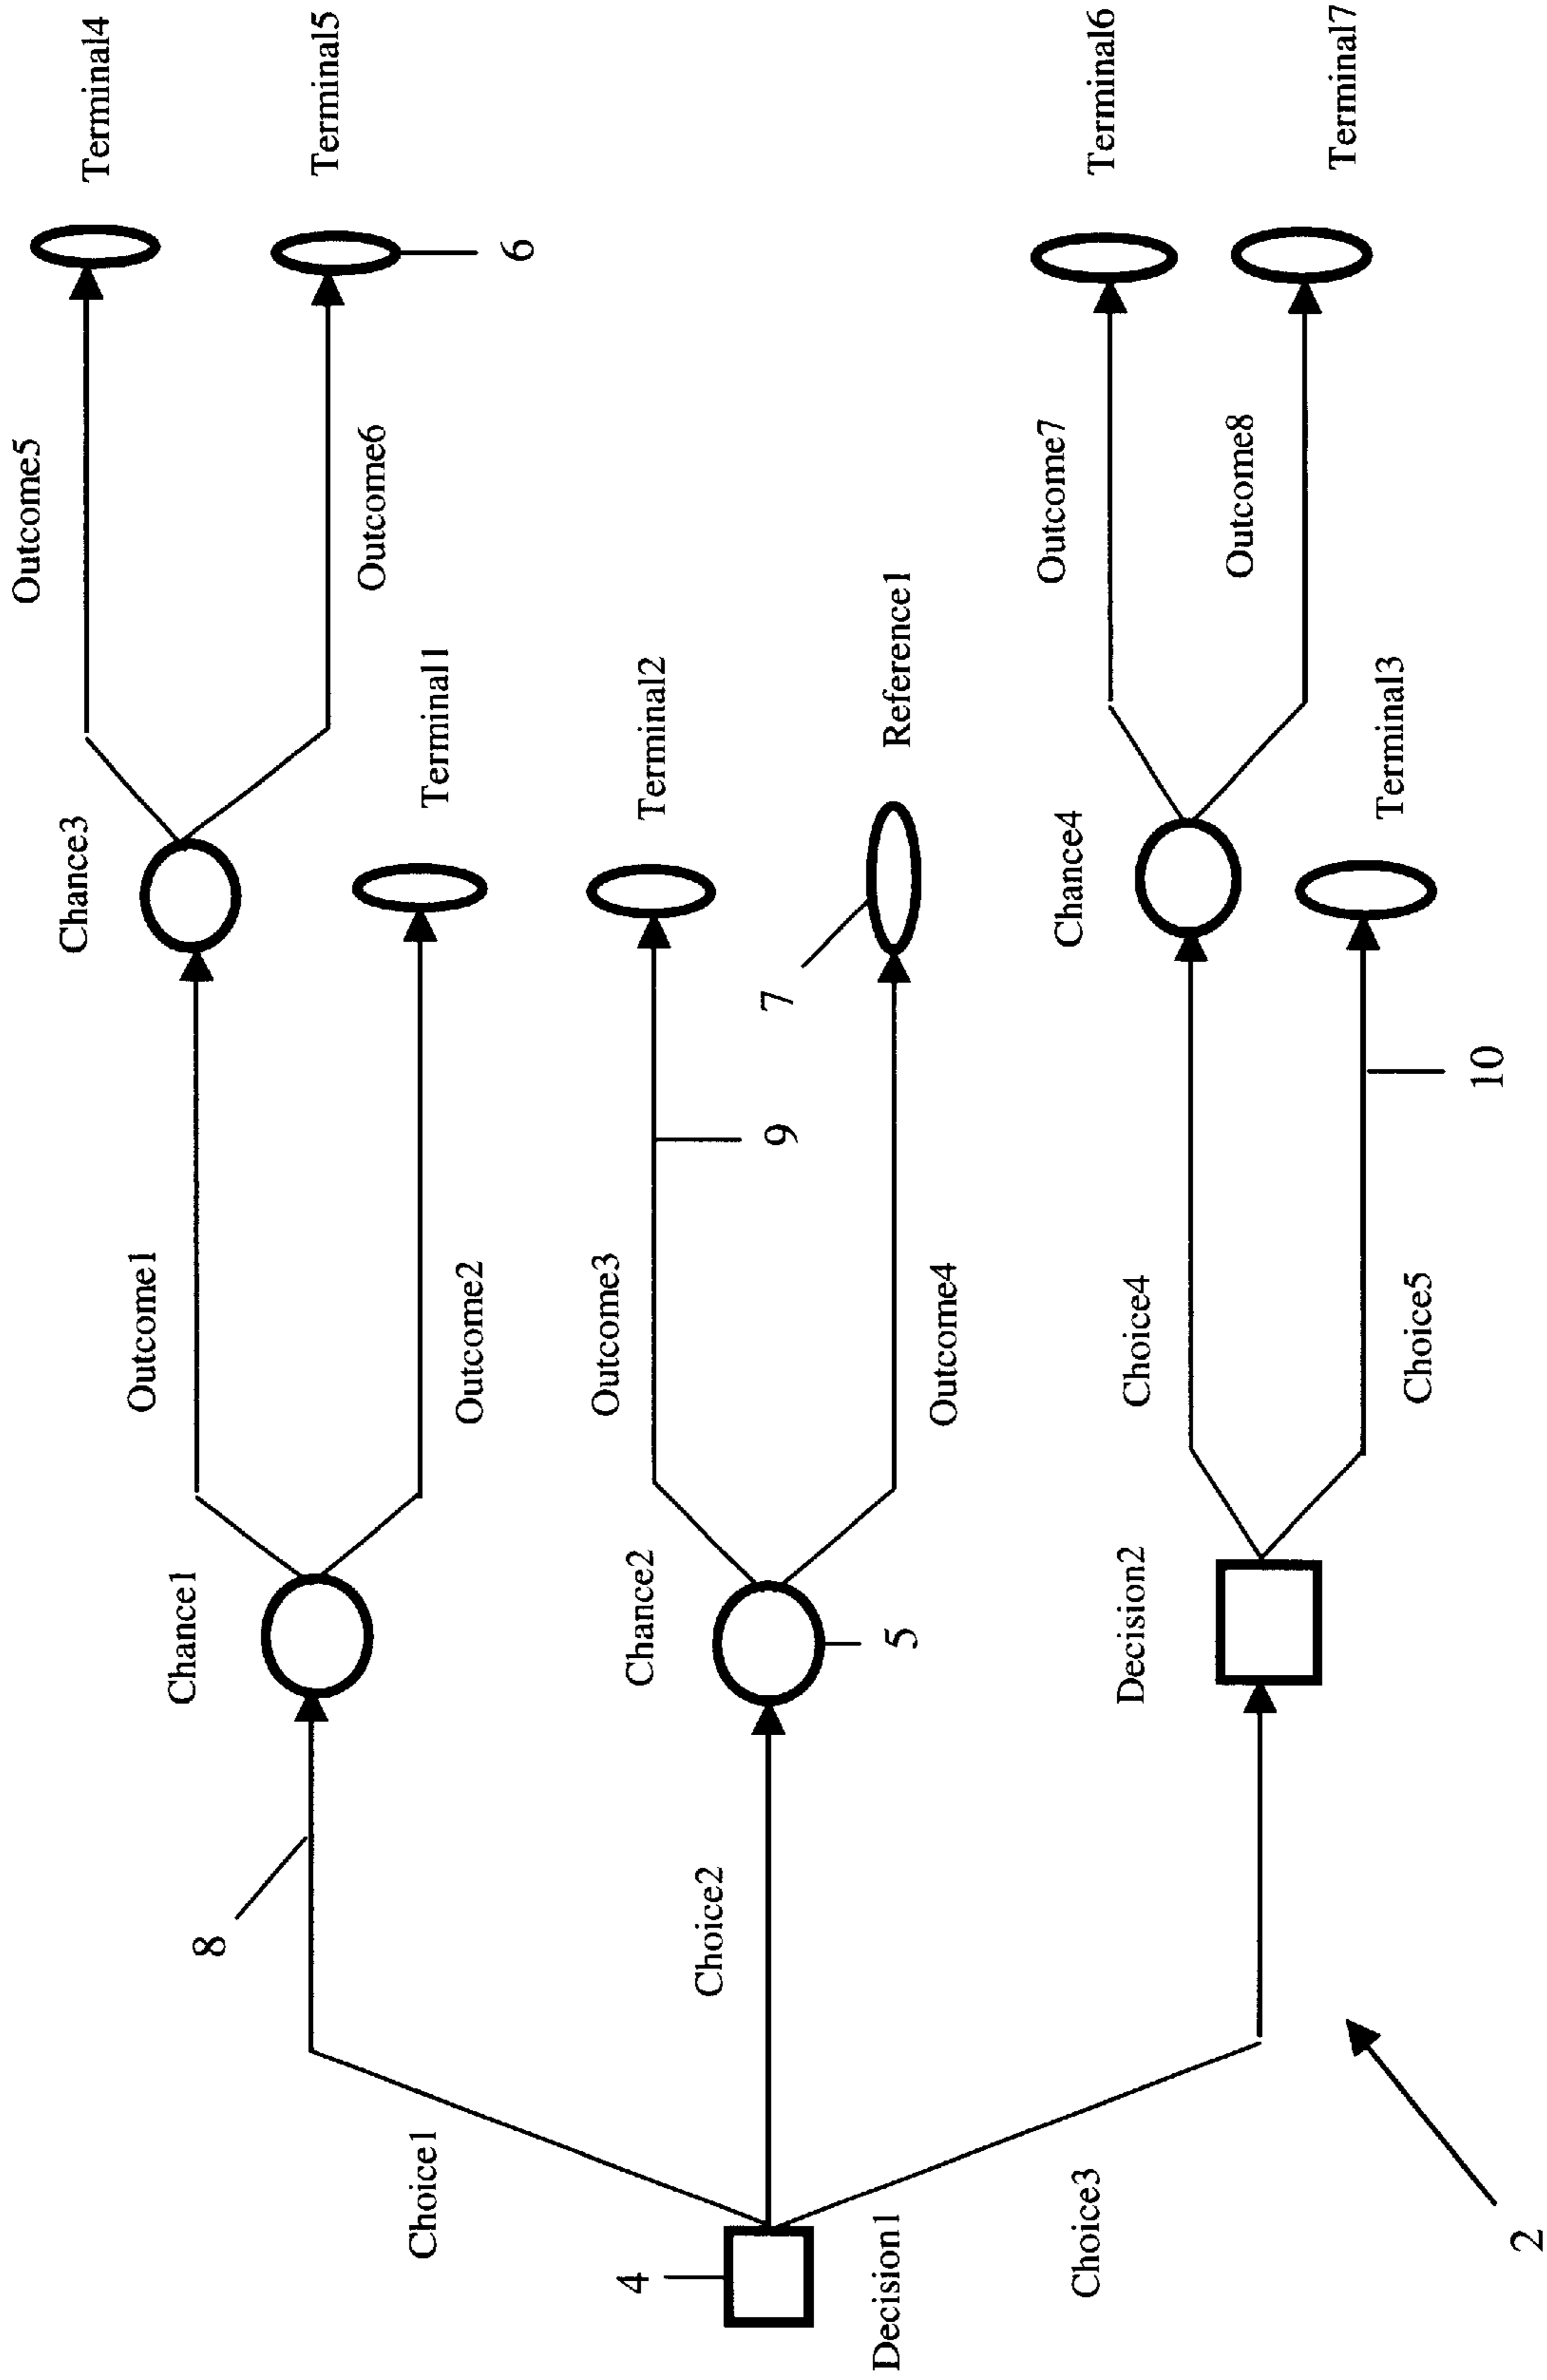 Decision1
4
Choice1
Choice2
Choice3
2
8
Chance1
Chance2
5
Decision2
Outcome1
Outcome2
Outcome3
9
Outcome4
Choice4
Choice5
10
Chance3
Terminal1
Terminal2
7
Reference1
Chance4
Terminal3
Outcome5
Outcome6
Outcome7
Outcome8
Terminal4
Terminal5
6
Terminal6
Terminal7